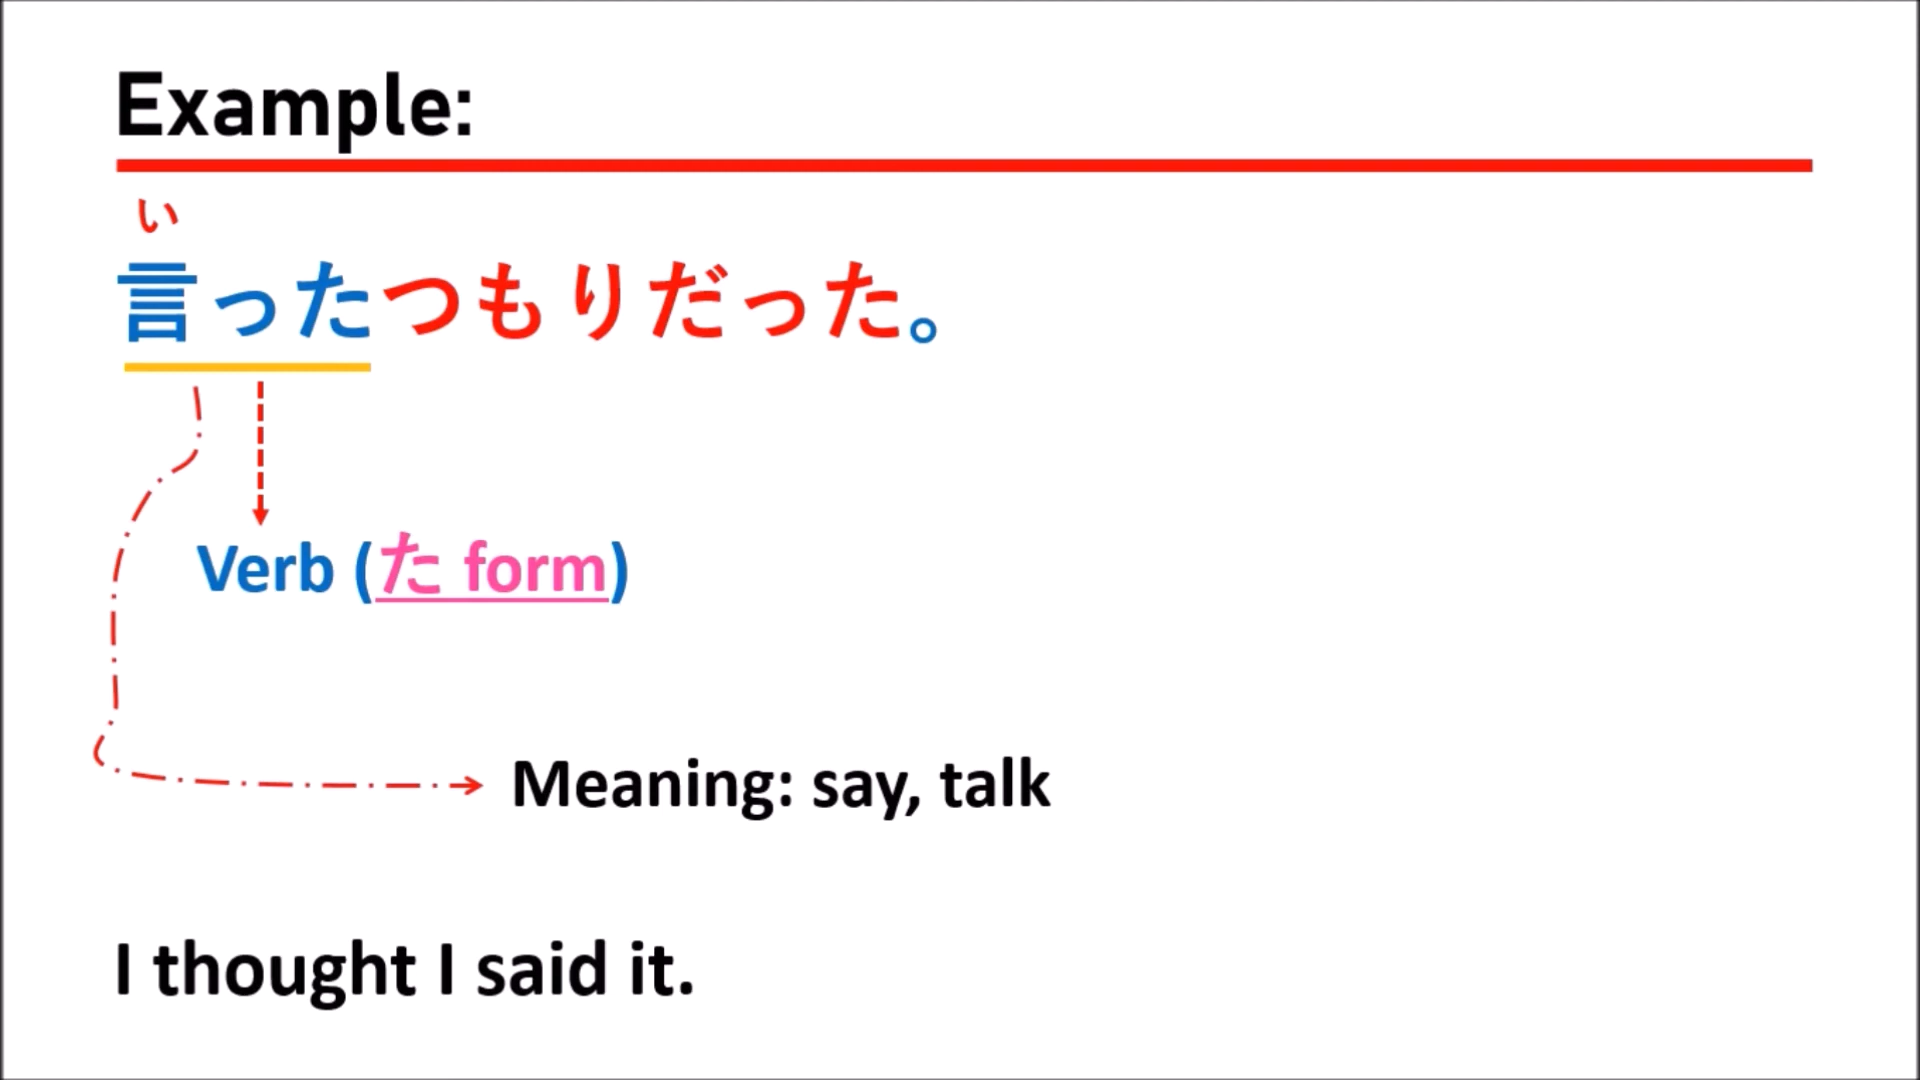 Example:
い
言ったつもりだった。
Verb (た form)
Meaning: say, talk
I thought I said it.